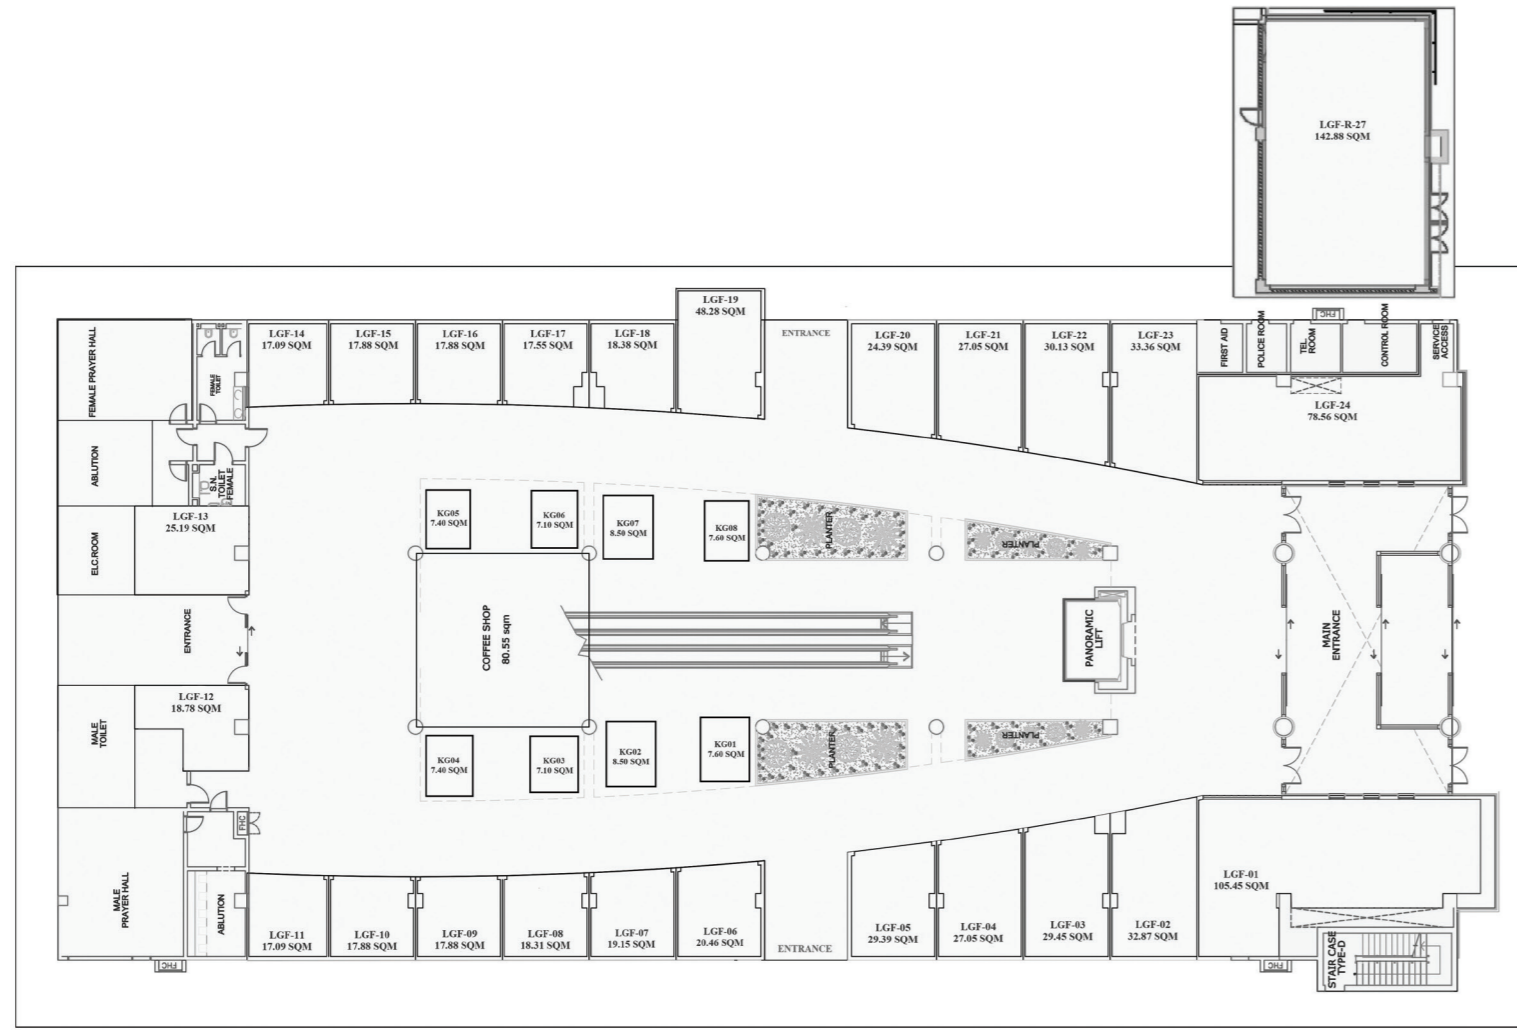 LGF-R-27
142.88 SQM
FHC
LGF-19
48.28 SQM
FEMALE PRAYER HALL
FEMALE
TOILET
LGF-14
17.09 SQM
LGF-15
17.88 SQM
LGF-16
17.88 SQM
LGF-17
17.55 SQM
LGF-18
18.38 SQM
ENTRANCE
LGF-20
24.39 SQM
LGF-21
27.05 SQM
LGF-22
30.13 SQM
LGF-23
33.36 SQM
FIRST AID
POLICE ROOM
TEL.
ROOM
CONTROL ROOM
SERVICE
ACCESS
LGF-24
78.56 SQM
ABLUTION
S.N.
TOILET
FEMALE
LGF-13
25.19 SQM
ELC.ROOM
KG05
7.40 SQM
KG06
7.10 SQM
KG07
8.50 SQM
KG08
7.60 SQM
PLANTER
PLANTER
ENTRANCE
COFFEE SHOP
80.55 sqm
PANORAMIC
LIFT
MAIN
ENTRANCE
MALE
TOILET
LGF-12
18.78 SQM
KG04
7.40 SQM
KG03
7.10 SQM
KG02
8.50 SQM
KG01
7.60 SQM
PLANTER
PLANTER
FHC
MALE
PRAYER HALL
ABLUTION
LGF-11
17.09 SQM
LGF-10
17.88 SQM
LGF-09
17.88 SQM
LGF-08
18.31 SQM
LGF-07
19.15 SQM
LGF-06
20.46 SQM
ENTRANCE
LGF-05
29.39 SQM
LGF-04
27.05 SQM
LGF-03
29.45 SQM
LGF-02
32.87 SQM
LGF-01
105.45 SQM
STAIR CASE
TYPE-D
FHC
FHC